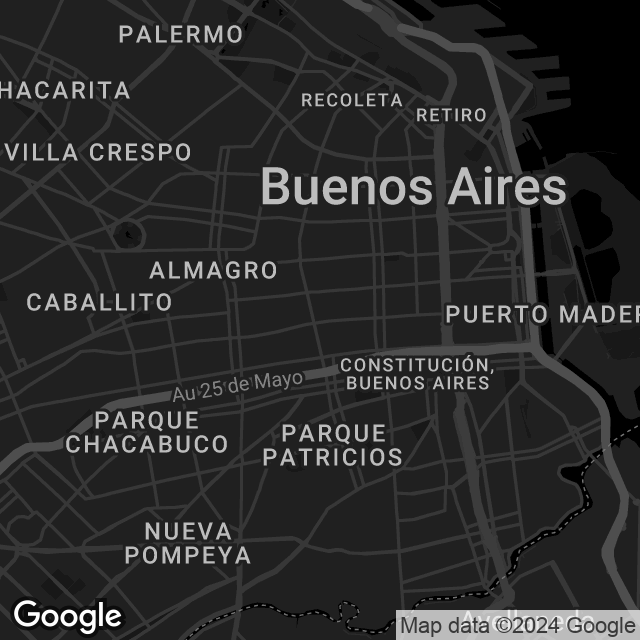 PALERMO
HACARITA
RECOLETA
RETIRO
VILLA CRESPO
Buenos Aires
ALMAGRO
CABALLITO
PUERTO MADER
CONSTITUCIÓN,
BUENOS AIRES
Au 25 de Mayo
PARQUE
CHACABUCO
PARQUE
PATRICIOS
NUEVA
POMPEYA
Google
Map data ©2024 Google